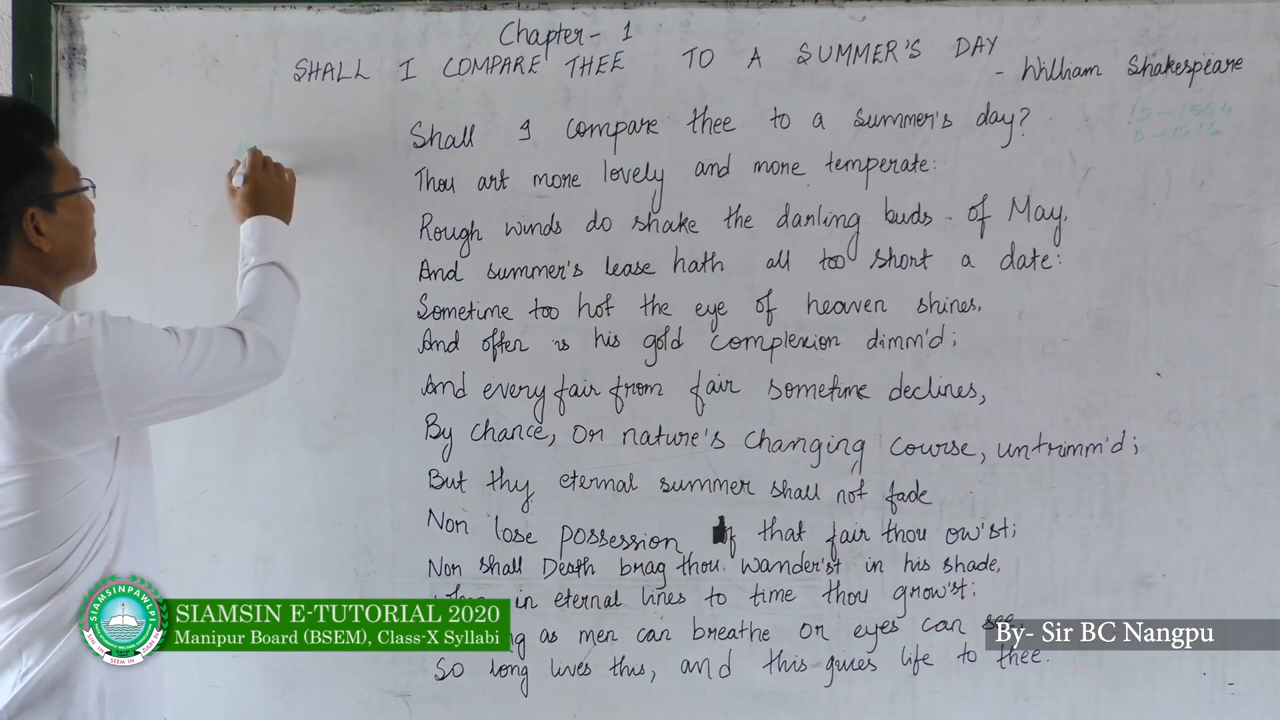 Chapter- 1
SHALL I COMPARE THEE TO A SUMMER'S DAY
- William Shakespeare
B - 1564
D - 1616
Shall I compare thee to a summer's day?
Thou art more lovely and more temperate:
Rough winds do shake the darling buds of May,
And summer's lease hath all too short a date:
Sometime too hot the eye of heaven shines,
And often is his gold complexion dimm'd;
And every fair from fair sometime declines,
By chance, or nature's changing course, untrimm'd;
But thy eternal summer shall not fade
Nor lose possession of that fair thou ow'st;
Nor shall Death brag thou wander'st in his shade,
in eternal lines to time thou grow'st;
as men can breathe or eyes can see,
So long lives this, and this gives life to thee.
SIAMSINPAWLPI
SIAMSIN E-TUTORIAL 2020
Manipur Board (BSEM), Class-X Syllabi
By- Sir BC Nangpu